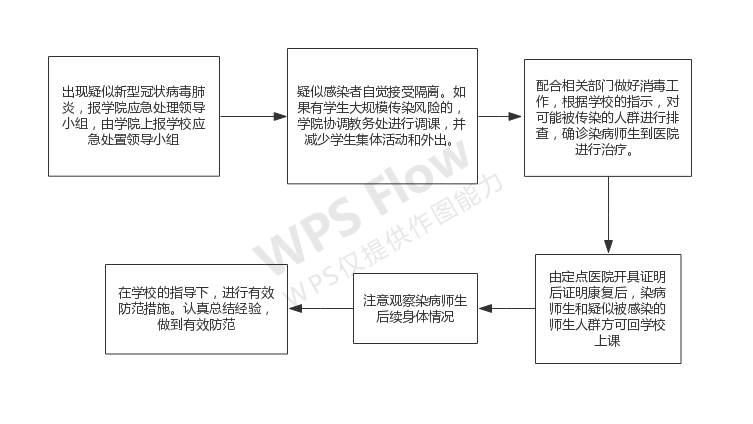 出现疑似新型冠状病毒肺
炎，报学院应急处理领导
小组，由学院上报学校应
急处置领导小组
疑似感染者自觉接受隔离。如
果有学生大规模传染风险的，
学院协调教务处进行调课，并
减少学生集体活动和外出。
配合相关部门做好消毒工
作，根据学校的指示，对
可能被传染的人群进行排
查，确诊染病师生到医院
进行治疗。
由定点医院开具证明
后证明康复后，染病
师生和疑似被感染的
师生人群方可回学校
上课
注意观察染病师生
后续身体情况
在学校的指导下，进行有效
防范措施。认真总结经验，
做到有效防范
WPS Flow
WPS仅提供作图能力